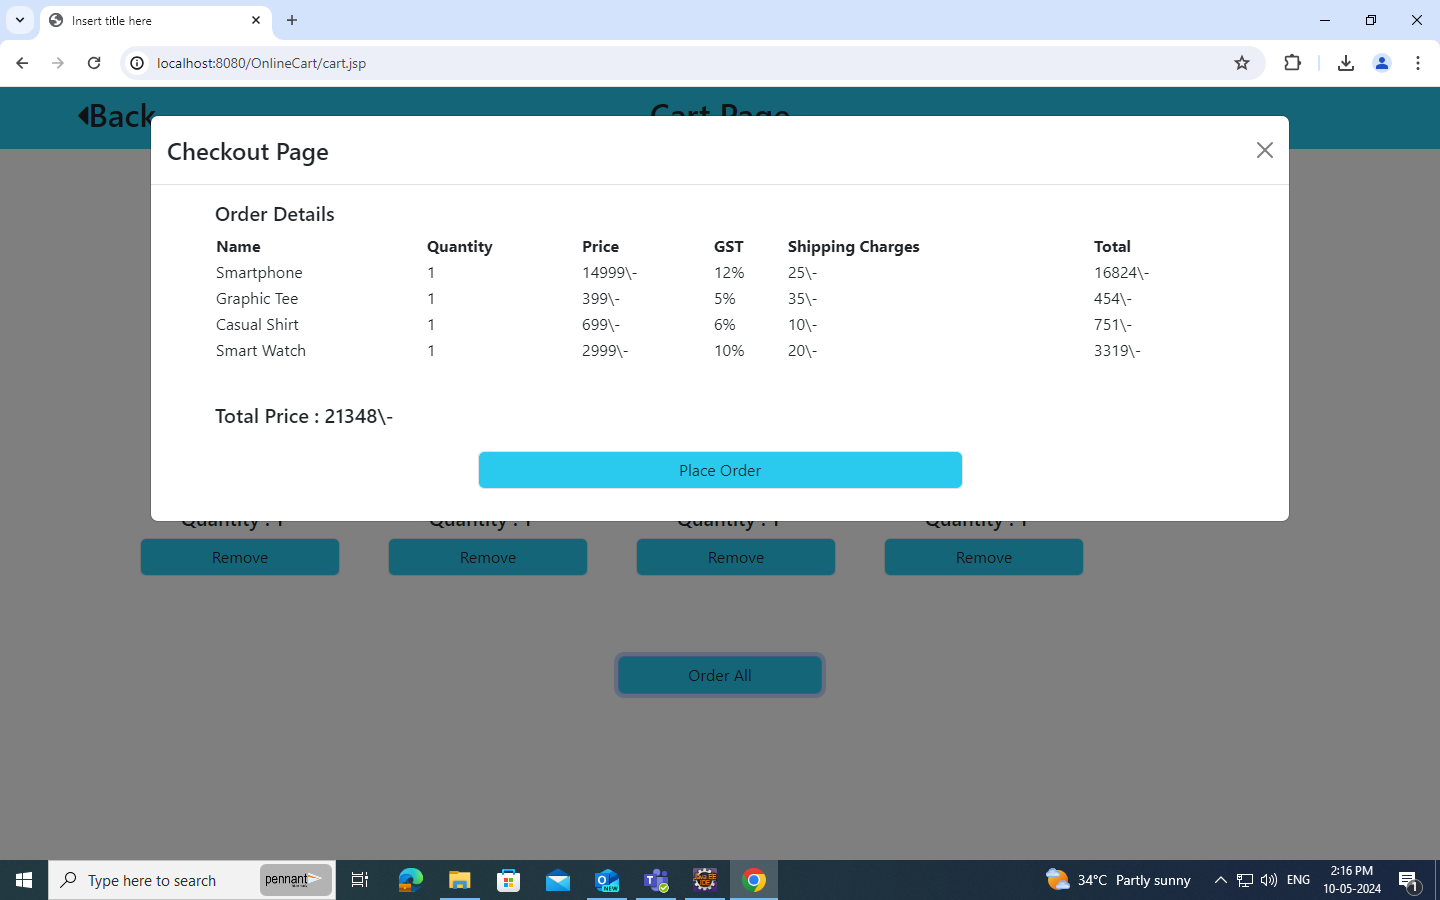 Insert title here
localhost:8080/OnlineCart/cart.jsp
Back
Cart Page
Checkout Page
Order Details
Name Quantity Price GST Shipping Charges Total
Smartphone 1 14999\- 12% 25\- 16824\-
Graphic Tee 1 399\- 5% 35\- 454\-
Casual Shirt 1 699\- 6% 10\- 751\-
Smart Watch 1 2999\- 10% 20\- 3319\-
Total Price : 21348\-
Place Order
Quantity : 1 Quantity : 1 Quantity : 1 Quantity : 1
Remove Remove Remove Remove
Order All
Type here to search
pennant
NEW
34°C Partly sunny
ENG
2:16 PM
10-05-2024
1